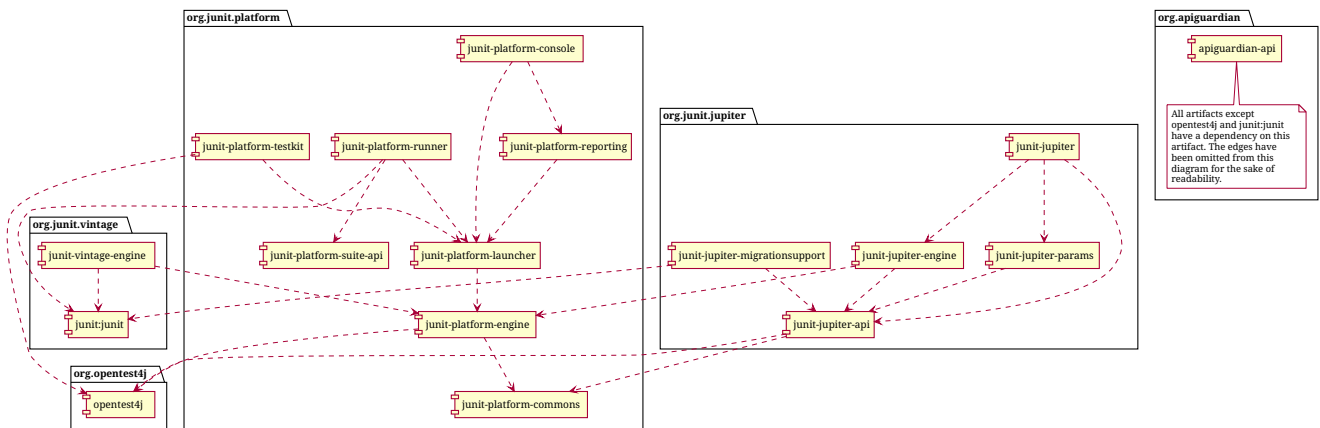 org.junit.platform
junit-platform-console
junit-platform-testkit
junit-platform-runner
junit-platform-reporting
junit-platform-suite-api
junit-platform-launcher
junit-platform-engine
junit-platform-commons
org.junit.jupiter
junit-jupiter
junit-jupiter-migrationsupport
junit-jupiter-engine
junit-jupiter-params
junit-jupiter-api
org.junit.vintage
junit-vintage-engine
junit:junit
org.opentest4j
opentest4j
org.apiguardian
apiguardian-api
All artifacts except
opentest4j and junit:junit
have a dependency on this
artifact. The edges have
been omitted from this
diagram for the sake of
readability.